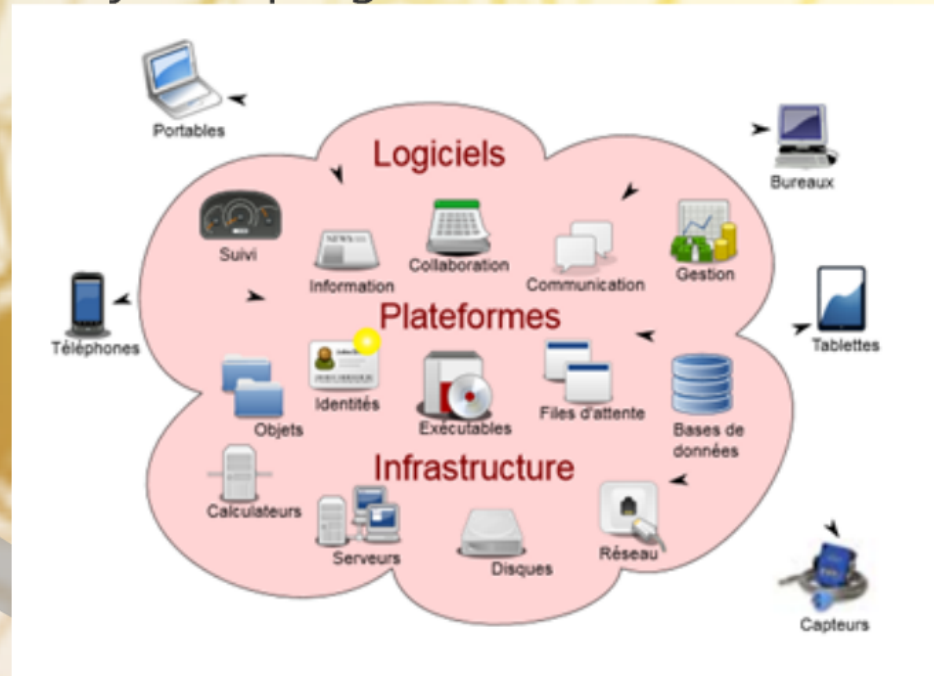 Portables
Logiciels
Bureaux
Suivi
NEWS
Information
Collaboration
Communication
Gestion
Téléphones
Plateformes
Tablettes
Objets
Identités
Exécutables
Files d'attente
Bases de
données
Infrastructure
Calculateurs
Serveurs
Disques
Réseau
Capteurs